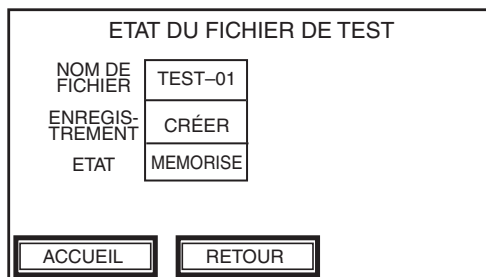 ETAT DU FICHIER DE TEST
NOM DE
FICHIER
TEST–01
ENREGIS-
TREMENT
CRÉER
ETAT
MEMORISE
ACCUEIL
RETOUR